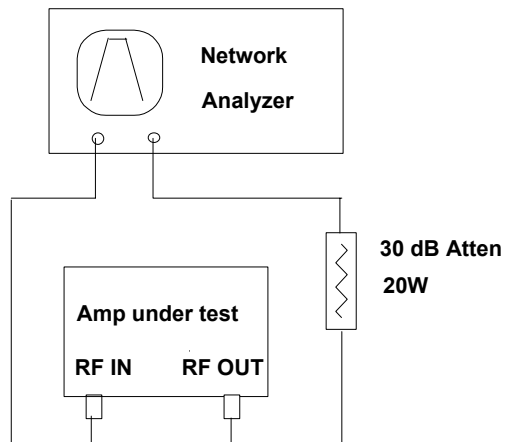 Network
Analyzer
30 dB Atten
20W
Amp under test
RF IN RF OUT